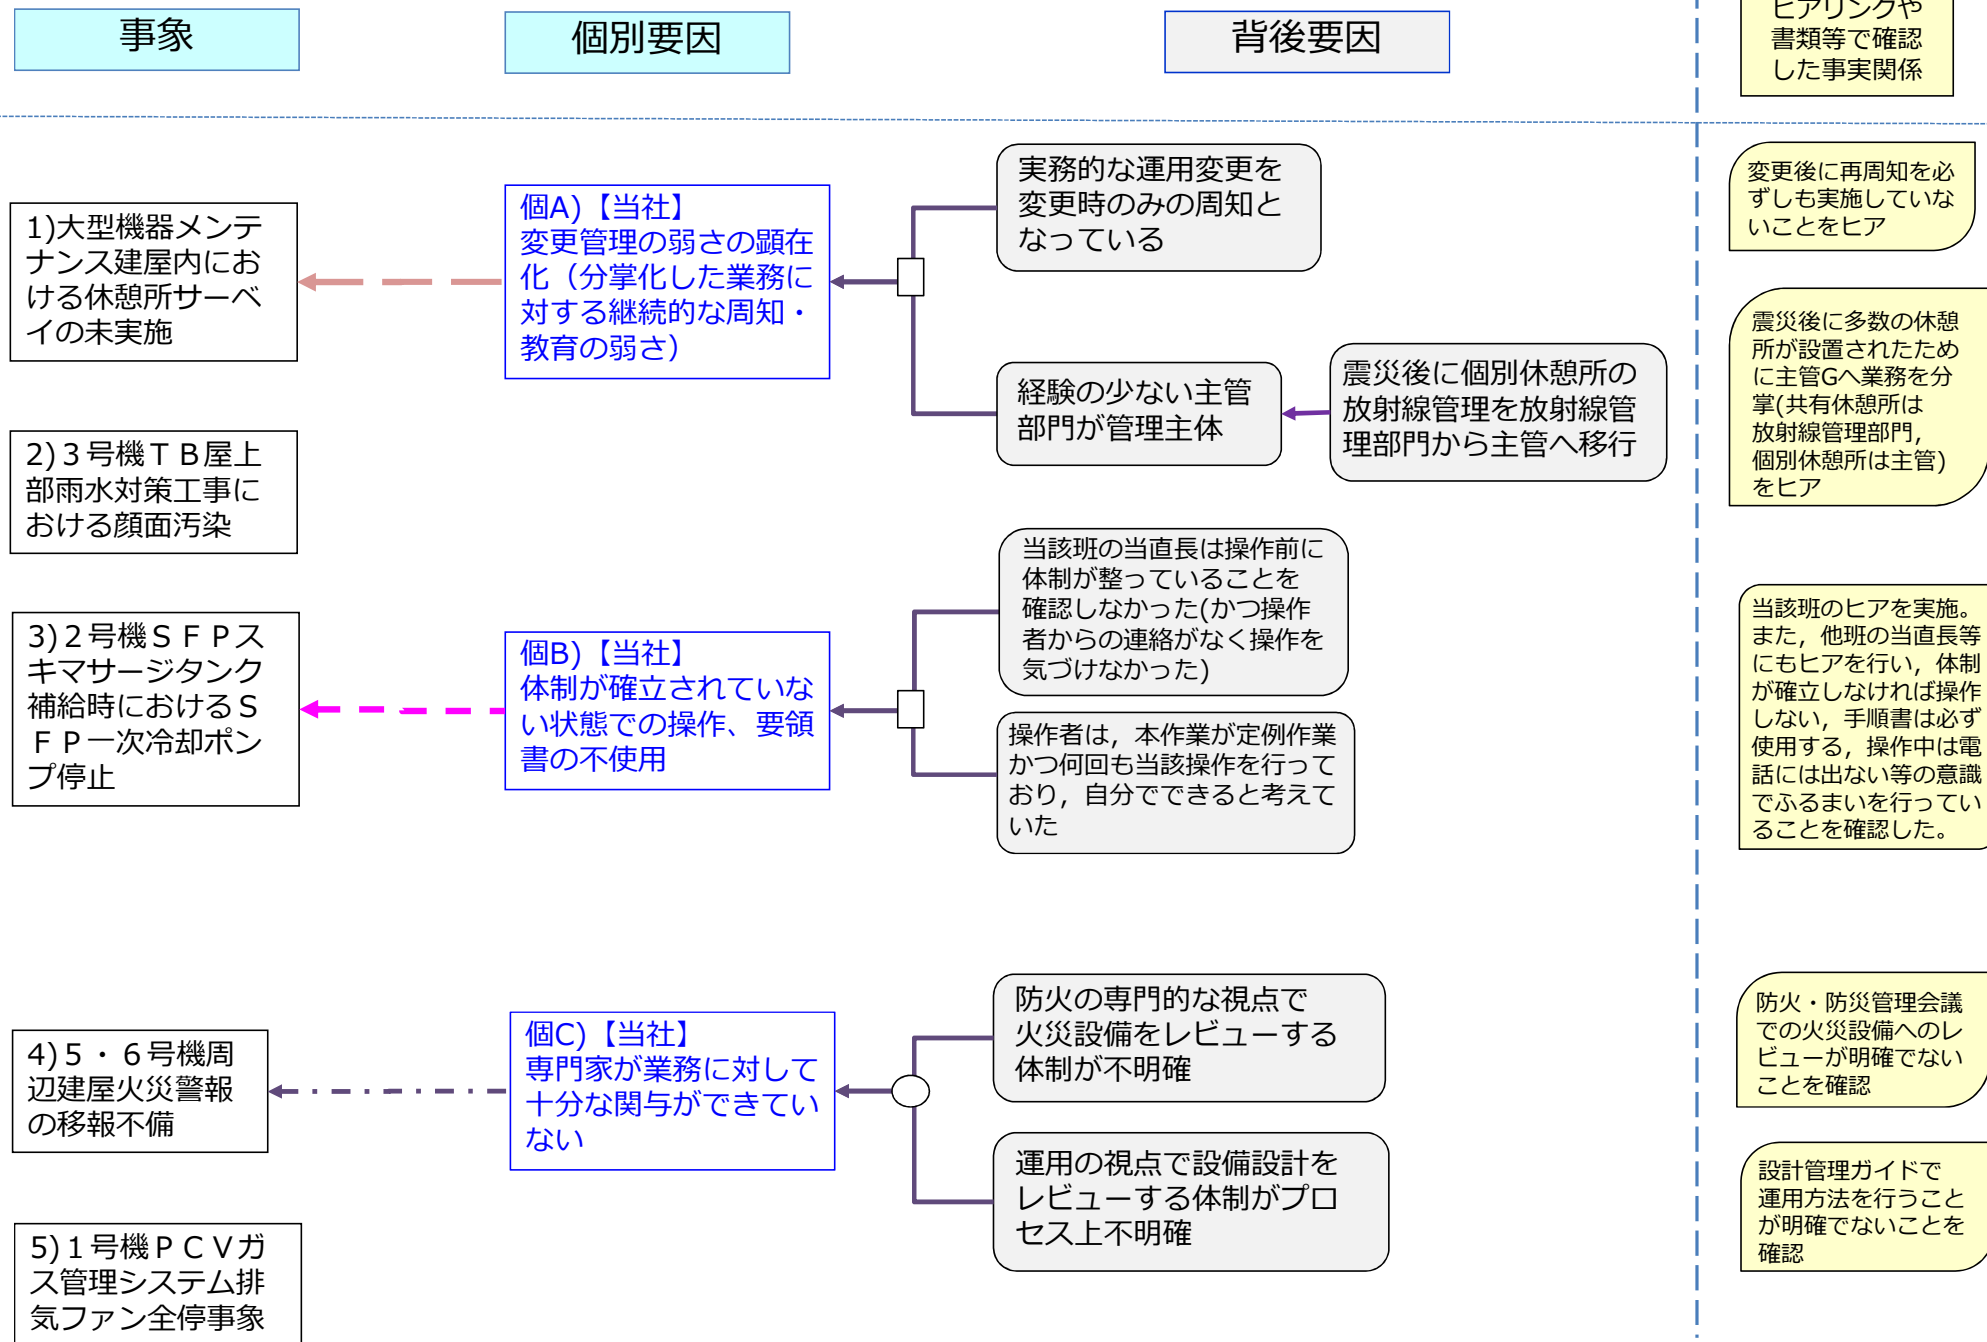 事象
個別要因
背後要因
ヒアリングや
書類等で確認
した事実関係
1)大型機器メンテ
ナンス建屋内にお
ける休憩所サーベ
イの未実施
個A)【当社】
変更管理の弱さの顕在
化（分掌化した業務に
対する継続的な周知・
教育の弱さ）
実務的な運用変更を
変更時のみの周知と
なっている
経験の少ない主管
部門が管理主体
震災後に個別休憩所の
放射線管理を放射線管
理部門から主管へ移行
変更後に再周知を必
ずしも実施していな
いことをヒア
震災後に多数の休憩
所が設置されたため
に主管Gへ業務を分
掌(共有休憩所は
放射線管理部門，
個別休憩所は主管)
をヒア
2)３号機ＴＢ屋上
部雨水対策工事に
おける顔面汚染
3)２号機ＳＦＰス
キマサージタンク
補給時におけるＳ
ＦＰ一次冷却ポン
プ停止
個B)【当社】
体制が確立されていな
い状態での操作、要領
書の不使用
当該班の当直長は操作前に
体制が整っていることを
確認しなかった(かつ操作
者からの連絡がなく操作を
気づけなかった)
操作者は，本作業が定例作業
かつ何回も当該操作を行って
おり，自分でできると考えて
いた
当該班のヒアを実施。
また，他班の当直長等
にもヒアを行い，体制
が確立しなければ操作
しない，手順書は必ず
使用する，操作中は電
話には出ない等の意識
でふるまいを行ってい
ることを確認した。
4)５・６号機周
辺建屋火災警報
の移報不備
個C)【当社】
専門家が業務に対して
十分な関与ができてい
ない
防火の専門的な視点で
火災設備をレビューする
体制が不明確
運用の視点で設備設計を
レビューする体制がプロ
セス上不明確
防火・防災管理会議
での火災設備へのレ
ビューが明確でない
ことを確認
設計管理ガイドで
運用方法を行うこと
が明確でないことを
確認
5)１号機ＰＣＶガ
ス管理システム排
気ファン全停事象